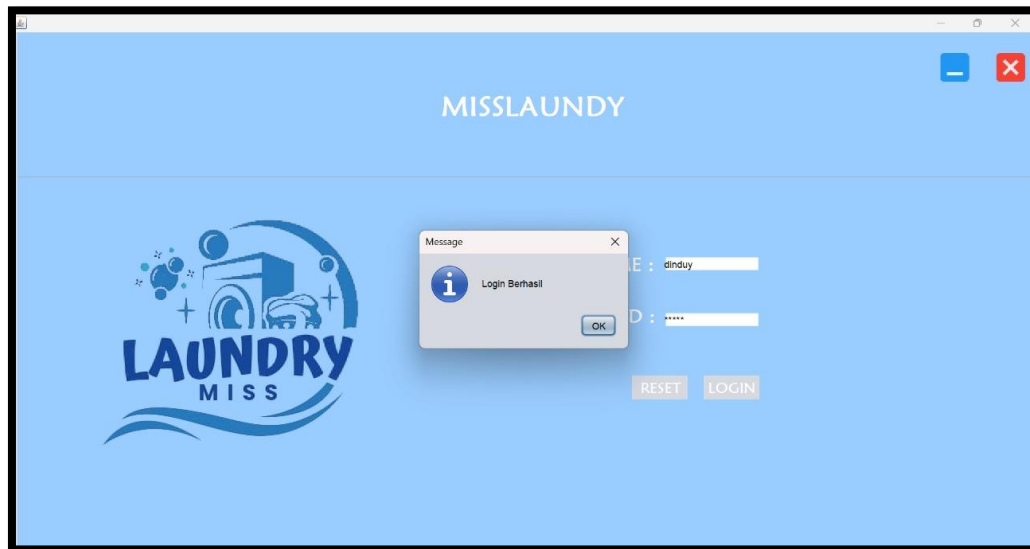 MISSLAUNDY
Message
Login Berhasil
OK
E : dinduy
D : *****
RESET LOGIN
LAUNDRY
MISS